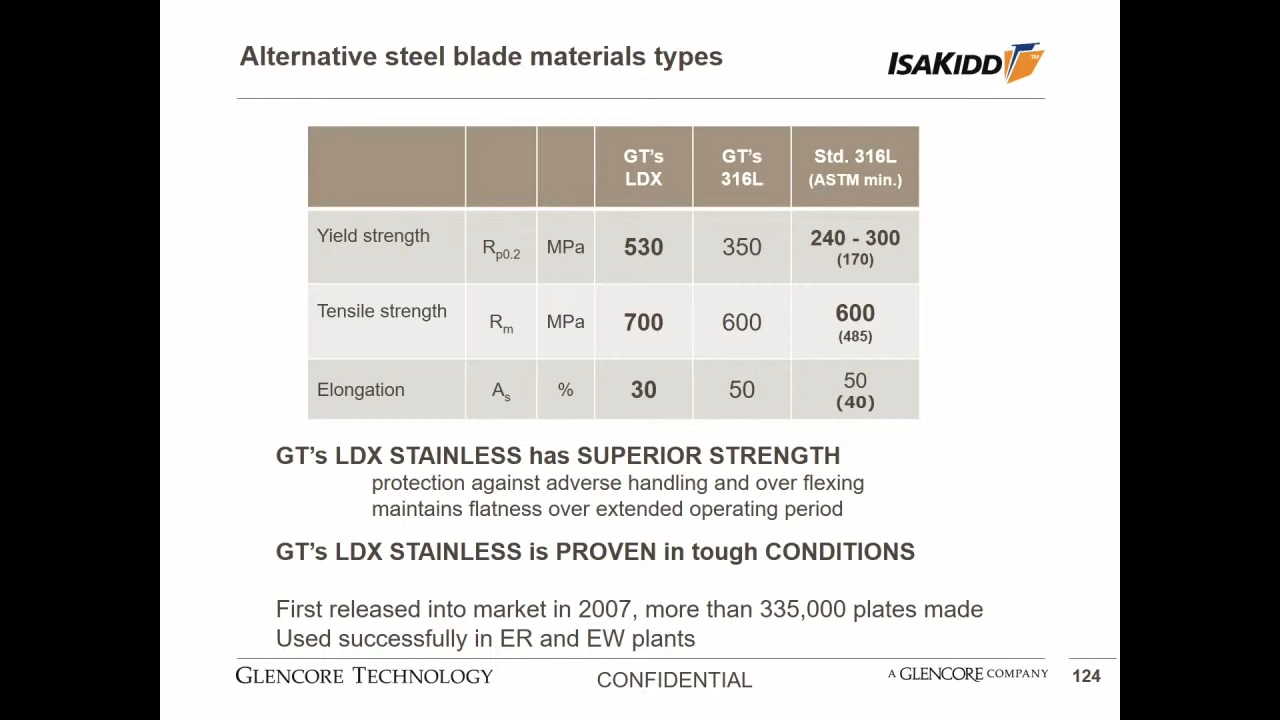 Alternative steel blade materials types
ISAKIDD™
GT's LDX
GT's 316L
Std. 316L (ASTM min.)
Yield strength Rp0.2 MPa 530 350 240 - 300 (170)
Tensile strength Rm MPa 700 600 600 (485)
Elongation As % 30 50 50 (40)
GT's LDX STAINLESS has SUPERIOR STRENGTH
protection against adverse handling and over flexing
maintains flatness over extended operating period
GT's LDX STAINLESS is PROVEN in tough CONDITIONS
First released into market in 2007, more than 335,000 plates made
Used successfully in ER and EW plants
GLENCORE TECHNOLOGY
CONFIDENTIAL
A GLENCORE COMPANY
124